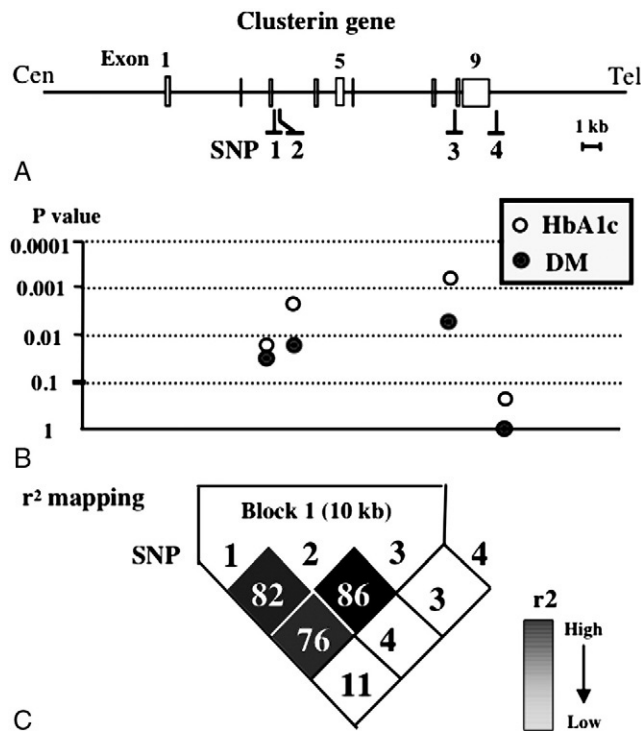 Clusterin gene
Exon 1 5 9
Cen Tel
SNP 1 2 3 4 1 kb
A
P value
0.0001
0.001
0.01
0.1
1
HbA1c
DM
B
r² mapping
Block 1 (10 kb)
SNP 1 2 3 4
82 86 3
76 4
11
r2
High
Low
C